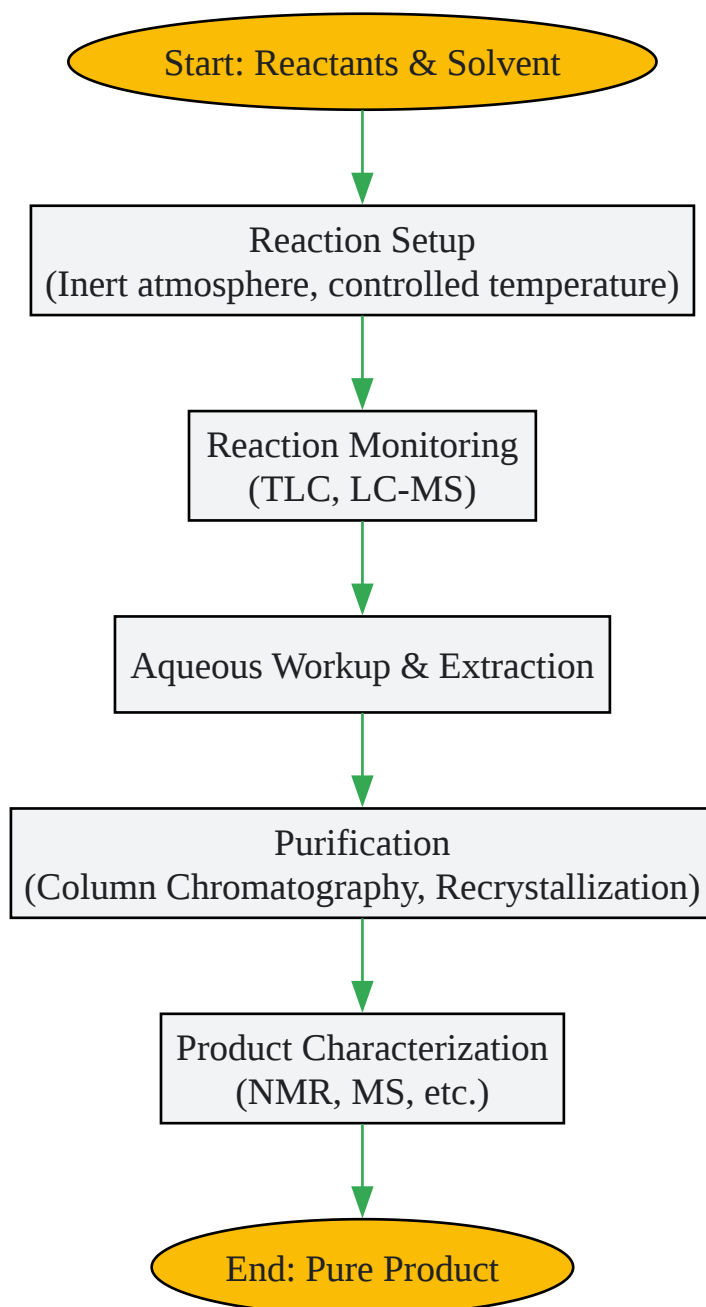 Start: Reactants & Solvent
Reaction Setup
(Inert atmosphere, controlled temperature)
Reaction Monitoring
(TLC, LC-MS)
Aqueous Workup & Extraction
Purification
(Column Chromatography, Recrystallization)
Product Characterization
(NMR, MS, etc.)
End: Pure Product